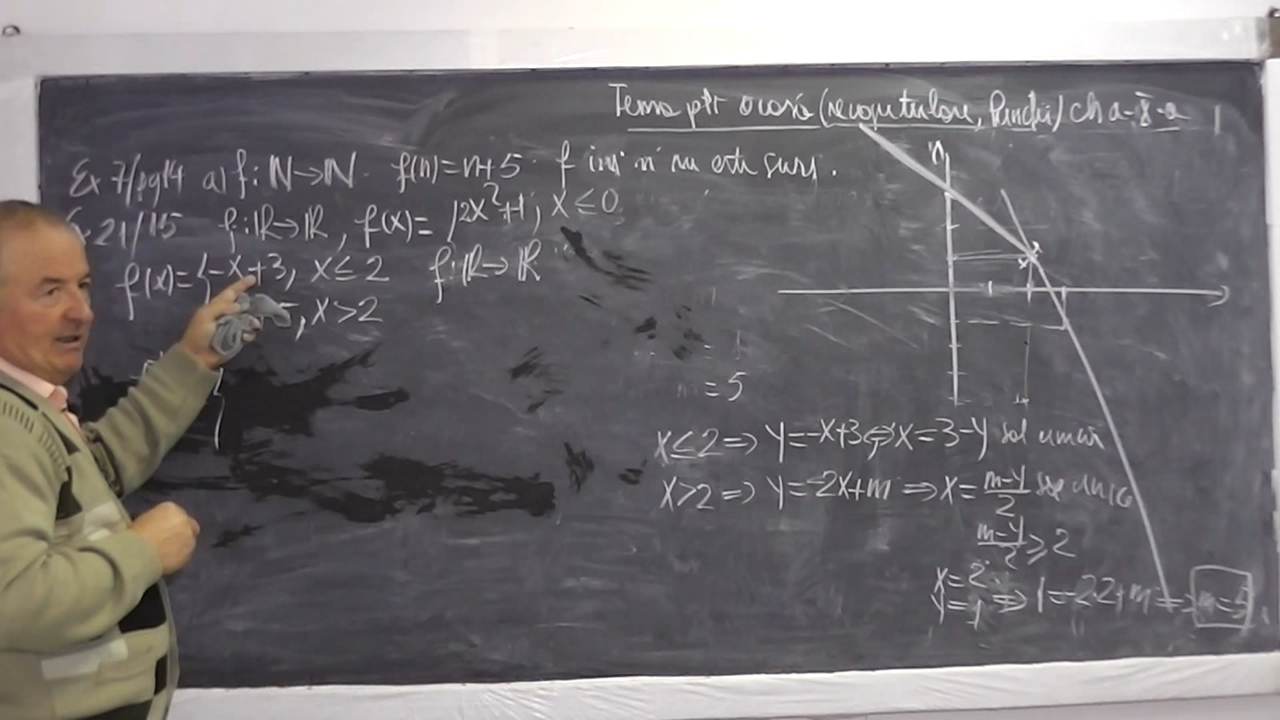 Tema ptr acasă (recapitulare, funcții) cls a-X-a
Ex 7/pg14 a) f: N→N f(n)=n+5 f inj nu este surj.
21/15 f: R→R, f(x)= 2x²+1, x≤0
f(x)={-x+3, x≤2 f: R→R
5, x>2
= 5
x≤2 => y=-x+3 => x=3-y sol unică
x>2 => y=-2x+m => x=(m-y)/2 sol unică
(m-y)/2 ≥ 2
x=2
y=1 => 1=-2·2+m => m=5